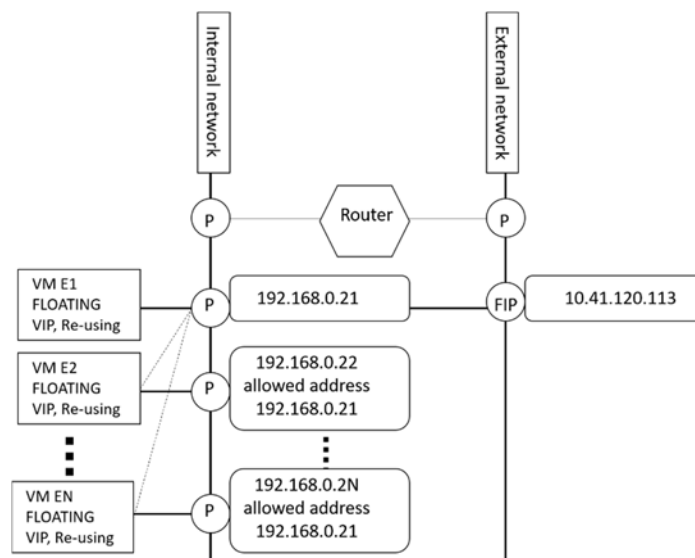 Internal network
External network
P
Router
P
VM E1
FLOATING
VIP, Re-using
P
192.168.0.21
FIP
10.41.120.113
VM E2
FLOATING
VIP, Re-using
P
192.168.0.22
allowed address
192.168.0.21
VM EN
FLOATING
VIP, Re-using
P
192.168.0.2N
allowed address
192.168.0.21